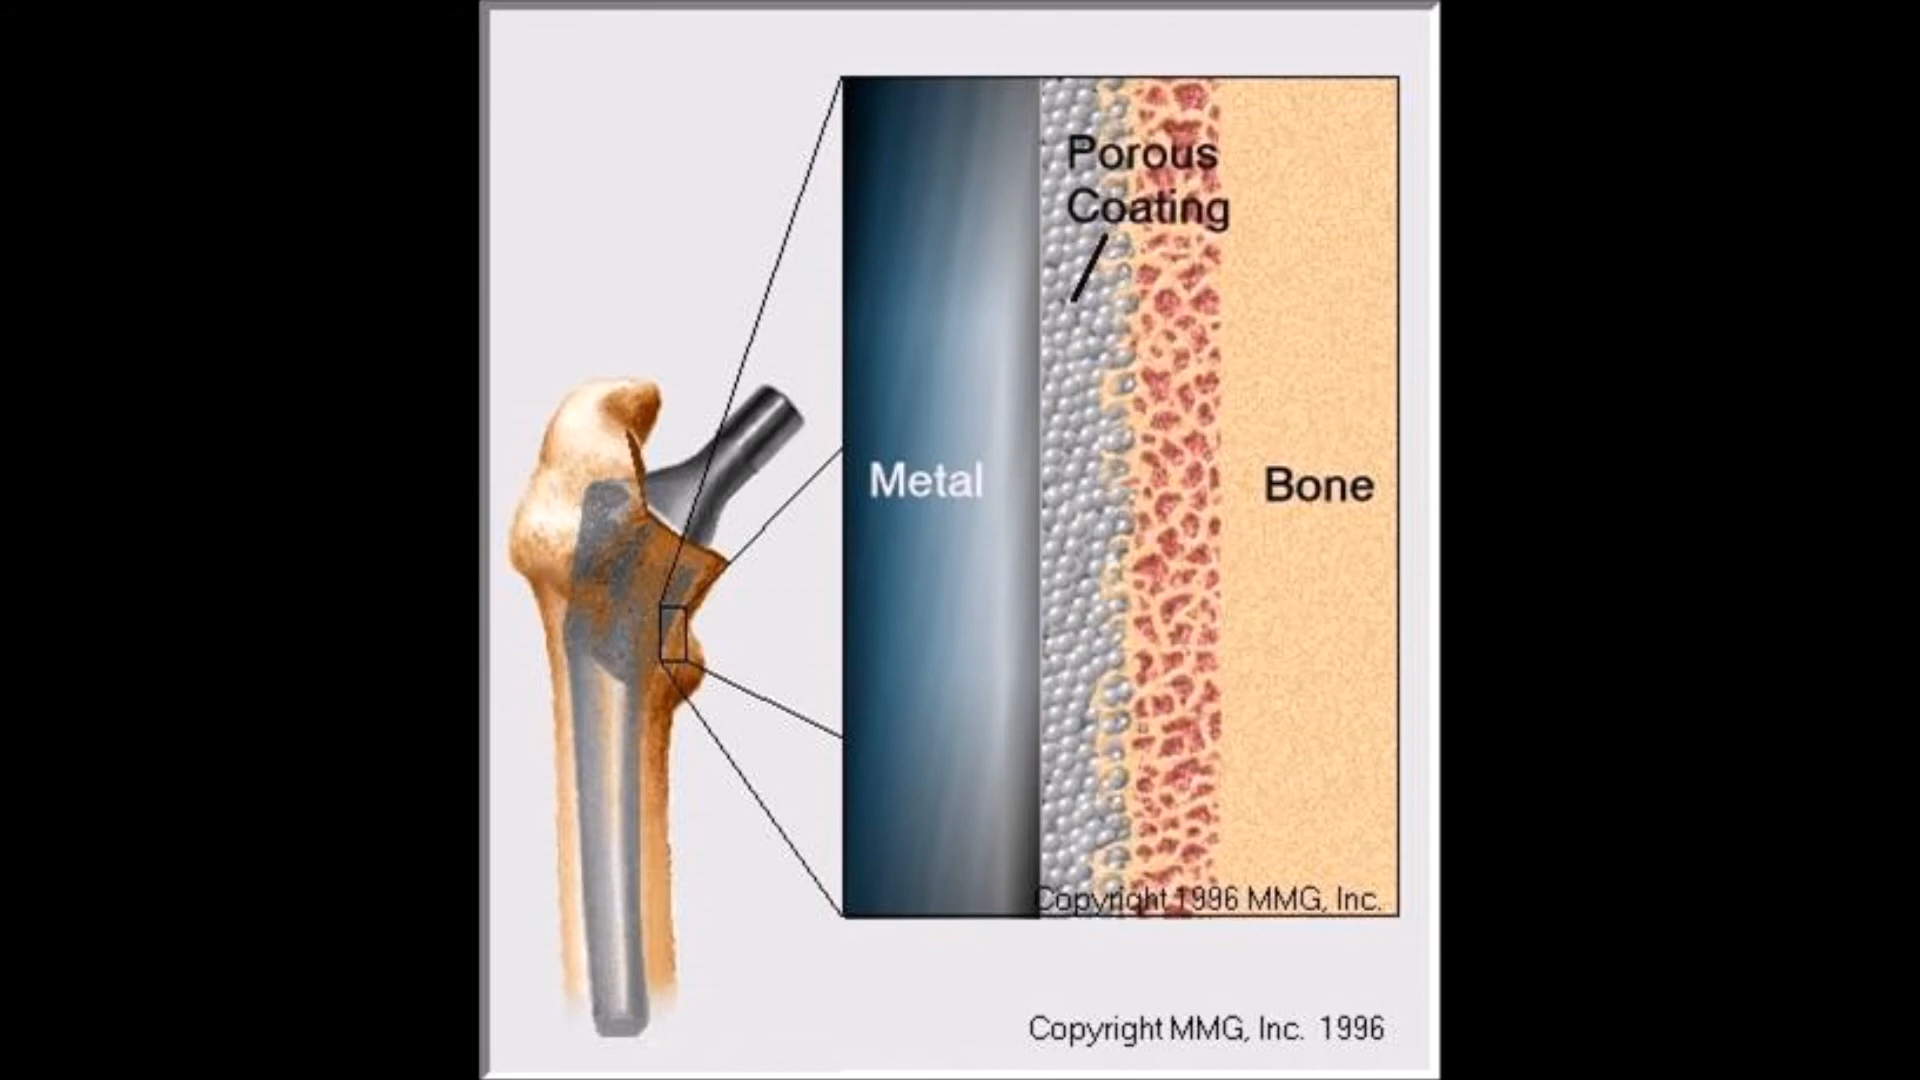 Porous
Coating
Metal
Bone
Copyright 1996 MMG, Inc.
Copyright MMG, Inc. 1996